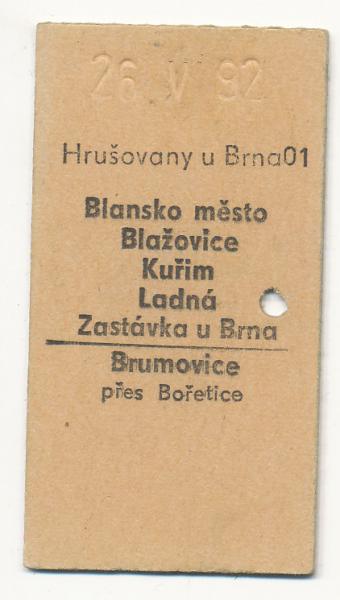 26 V 92
Hrušovany u Brna01
Blansko město
Blažovice
Kuřim
Ladná
Zastávka u Brna
Brumovice
přes Bořetice